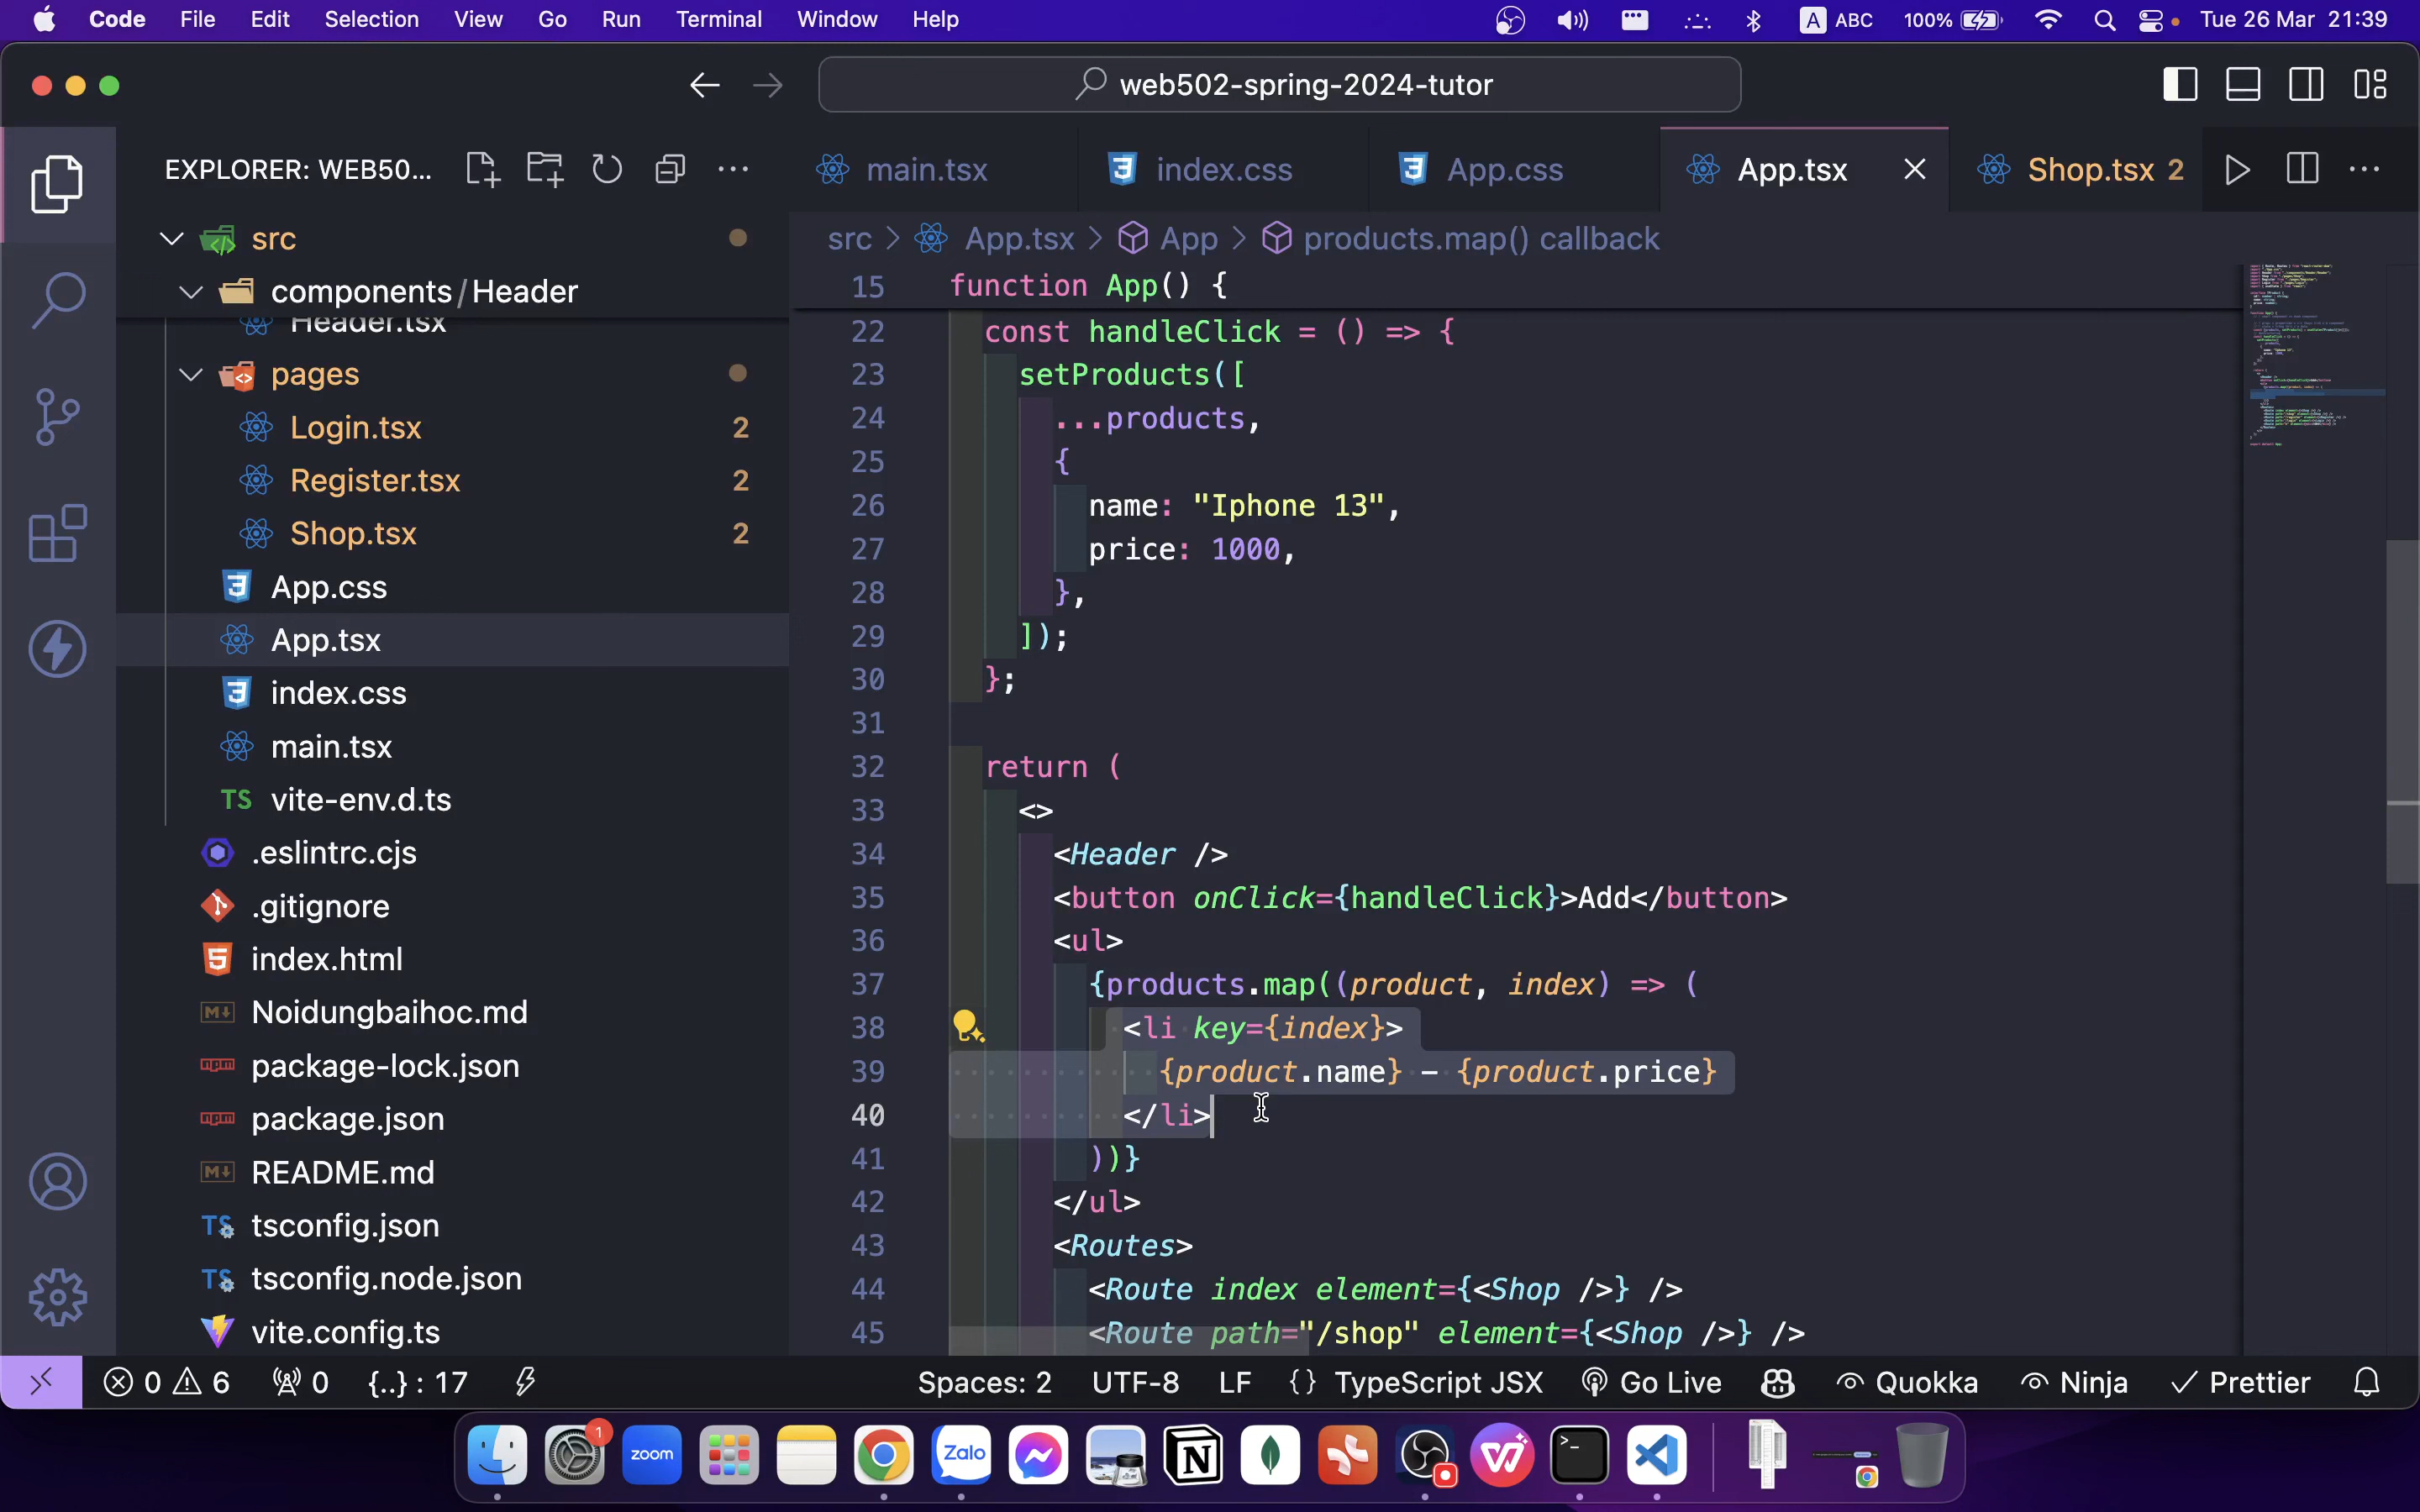 Code File Edit Selection View Go Run Terminal Window Help A ABC 100% Tue 26 Mar 21:39
web502-spring-2024-tutor
EXPLORER: WEB50...
src
components / Header
Header.tsx
pages
Login.tsx 2
Register.tsx 2
Shop.tsx 2
App.css
App.tsx
index.css
main.tsx
TS vite-env.d.ts
.eslintrc.cjs
.gitignore
index.html
Noidungbaihoc.md
package-lock.json
package.json
README.md
TS tsconfig.json
TS tsconfig.node.json
vite.config.ts
main.tsx index.css App.css App.tsx Shop.tsx 2
src > App.tsx > App > products.map() callback
15 function App() {
22 const handleClick = () => {
23 setProducts([
24 ...products,
25 {
26 name: "Iphone 13",
27 price: 1000,
28 },
29 ]);
30 };
31
32 return (
33 <>
34 <Header />
35 <button onClick={handleClick}>Add</button>
36 <ul>
37 {products.map((product, index) => (
38 <li key={index}>
39 {product.name} - {product.price}
40 </li>
41 ))}
42 </ul>
43 <Routes>
44 <Route index element={<Shop />} />
45 <Route path="/shop" element={<Shop />} />
0 6 0 {..} : 17 Spaces: 2 UTF-8 LF {} TypeScript JSX Go Live Quokka Ninja Prettier
1 zoom Zalo